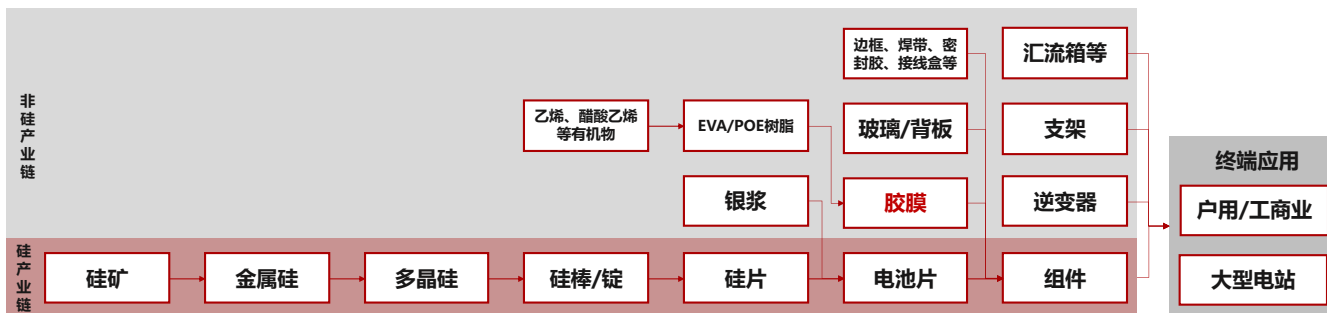 非硅产业链
边框、焊带、密
封胶、接线盒等
汇流箱等
乙烯、醋酸乙烯
等有机物
EVA/POE树脂
玻璃/背板
支架
银浆
胶膜
逆变器
终端应用
户用/工商业
大型电站
硅产业链
硅矿
金属硅
多晶硅
硅棒/锭
硅片
电池片
组件